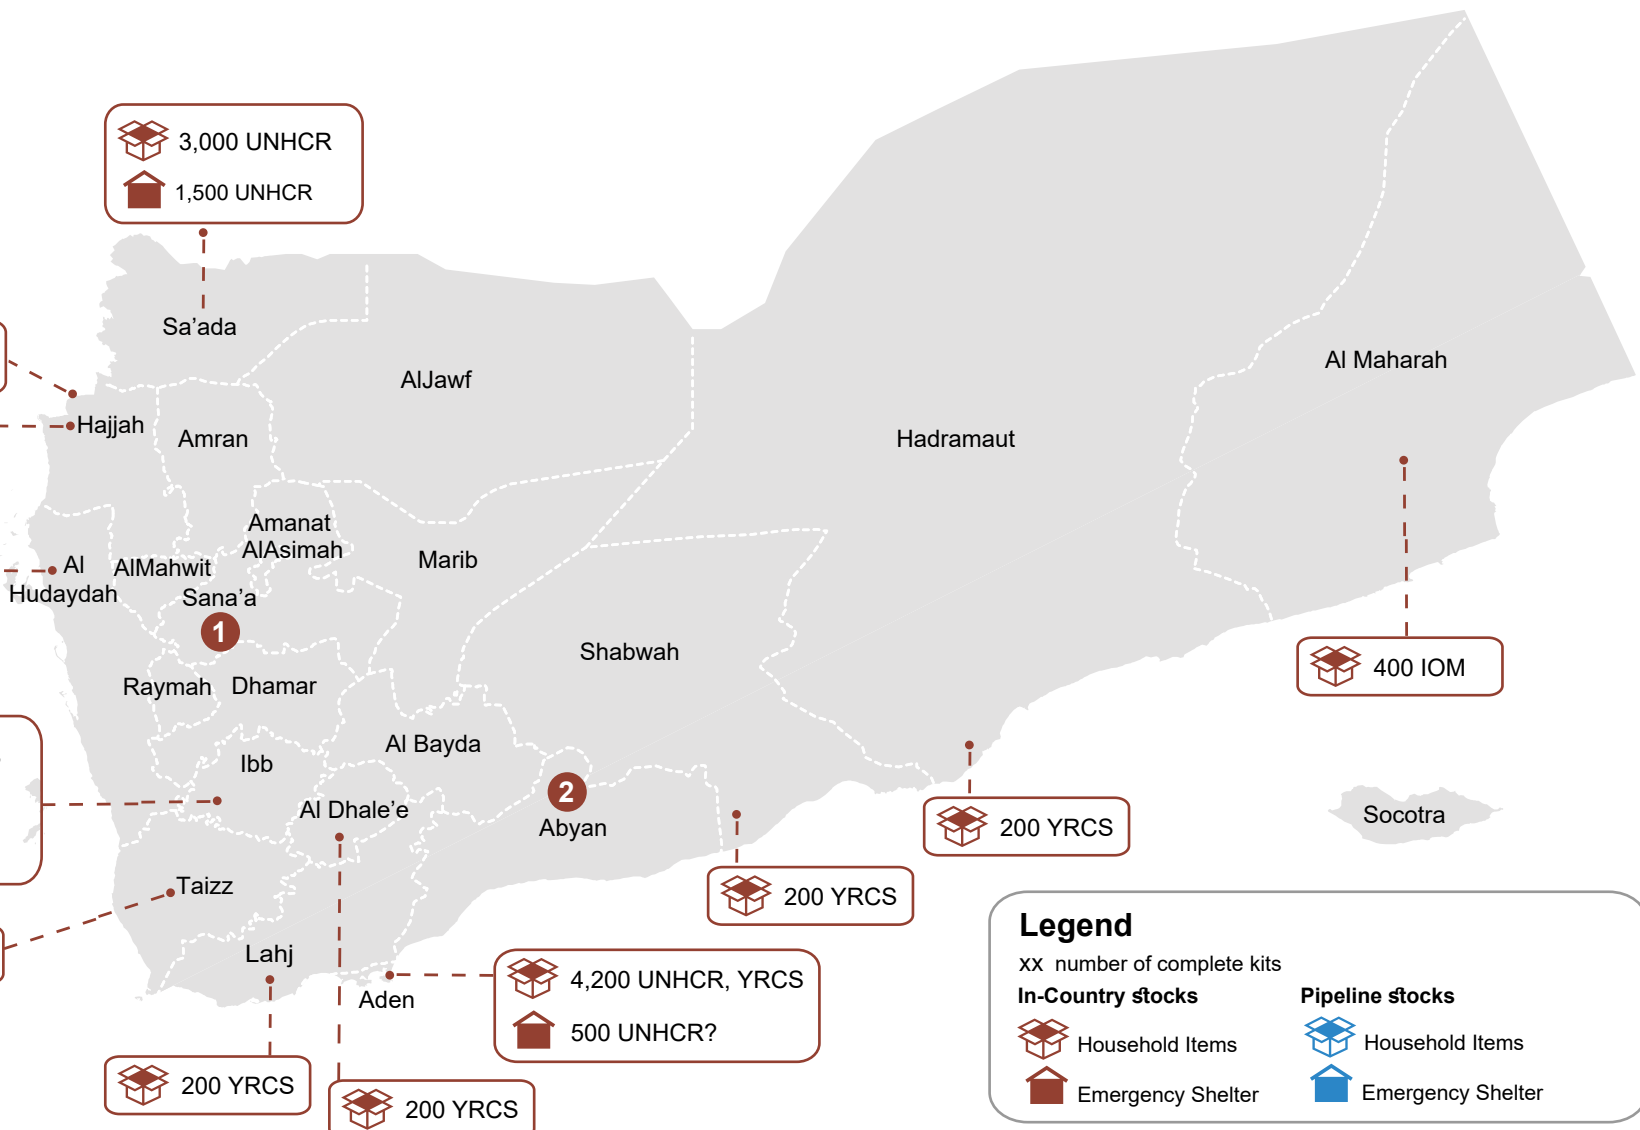 3,000 UNHCR
1,500 UNHCR
Sa’ada
AlJawf
Al Maharah
Hajjah
Amran
Hadramaut
Amanat
AlAsimah
Marib
Al
Hudaydah
AlMahwit
Sana’a
1
Shabwah
400 IOM
Raymah
Dhamar
Al Bayda
Ibb
2
Al Dhale’e
Abyan
Socotra
200 YRCS
Taizz
200 YRCS
Lahj
Aden
4,200 UNHCR, YRCS
500 UNHCR?
200 YRCS
200 YRCS
Legend
xx number of complete kits
In-Country stocks
Household Items
Emergency Shelter
Pipeline stocks
Household Items
Emergency Shelter